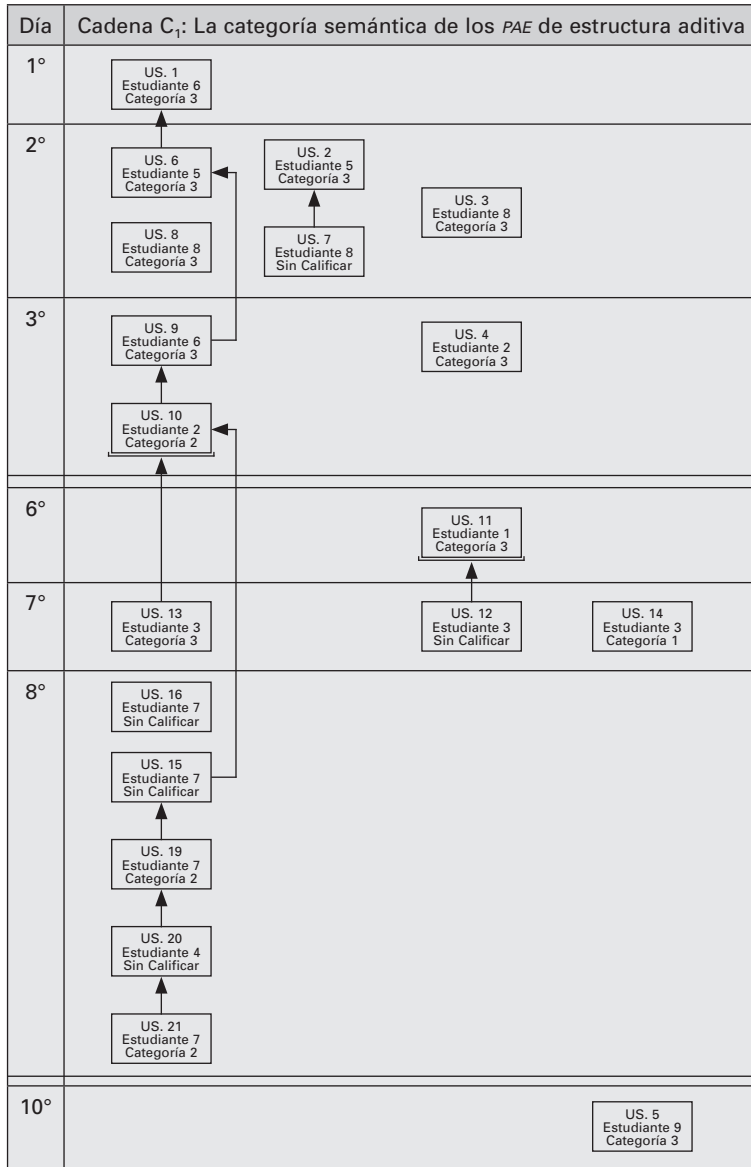 Día
Cadena C₁: La categoría semántica de los PAE de estructura aditiva
1°
US. 1
Estudiante 6
Categoría 3
2°
US. 6
Estudiante 5
Categoría 3
US. 2
Estudiante 5
Categoría 3
US. 3
Estudiante 8
Categoría 3
US. 8
Estudiante 8
Categoría 3
US. 7
Estudiante 8
Sin Calificar
3°
US. 9
Estudiante 6
Categoría 3
US. 4
Estudiante 2
Categoría 3
US. 10
Estudiante 2
Categoría 2
6°
US. 11
Estudiante 1
Categoría 3
7°
US. 13
Estudiante 3
Categoría 3
US. 12
Estudiante 3
Sin Calificar
US. 14
Estudiante 3
Categoría 1
8°
US. 16
Estudiante 7
Sin Calificar
US. 15
Estudiante 7
Sin Calificar
US. 19
Estudiante 7
Categoría 2
US. 20
Estudiante 4
Sin Calificar
US. 21
Estudiante 7
Categoría 2
10°
US. 5
Estudiante 9
Categoría 3